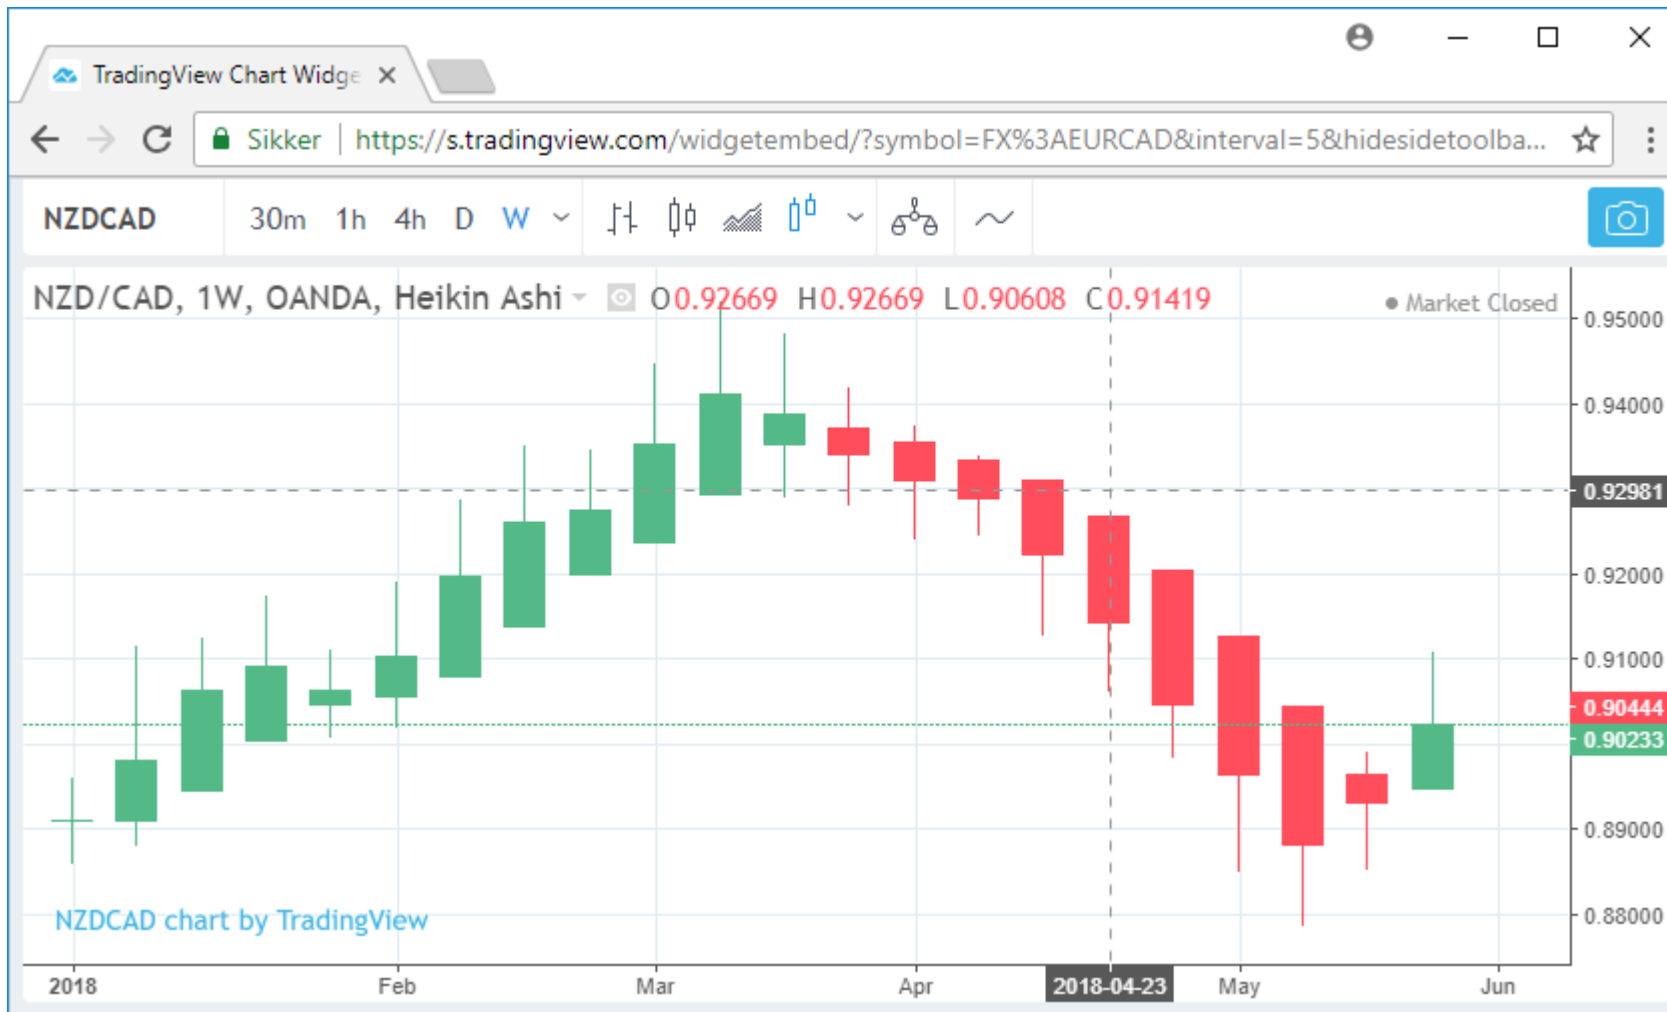 TradingView Chart Widge
Sikker https://s.tradingview.com/widgetembed/?symbol=FX%3AEURCAD&interval=5&hidesidetoolba...
NZDCAD 30m 1h 4h D W
NZD/CAD, 1W, OANDA, Heikin Ashi O0.92669 H0.92669 L0.90608 C0.91419 Market Closed
0.95000
0.94000
0.92981
0.92000
0.91000
0.90444
0.90233
0.89000
0.88000
NZDCAD chart by TradingView
2018 Feb Mar Apr 2018-04-23 May Jun